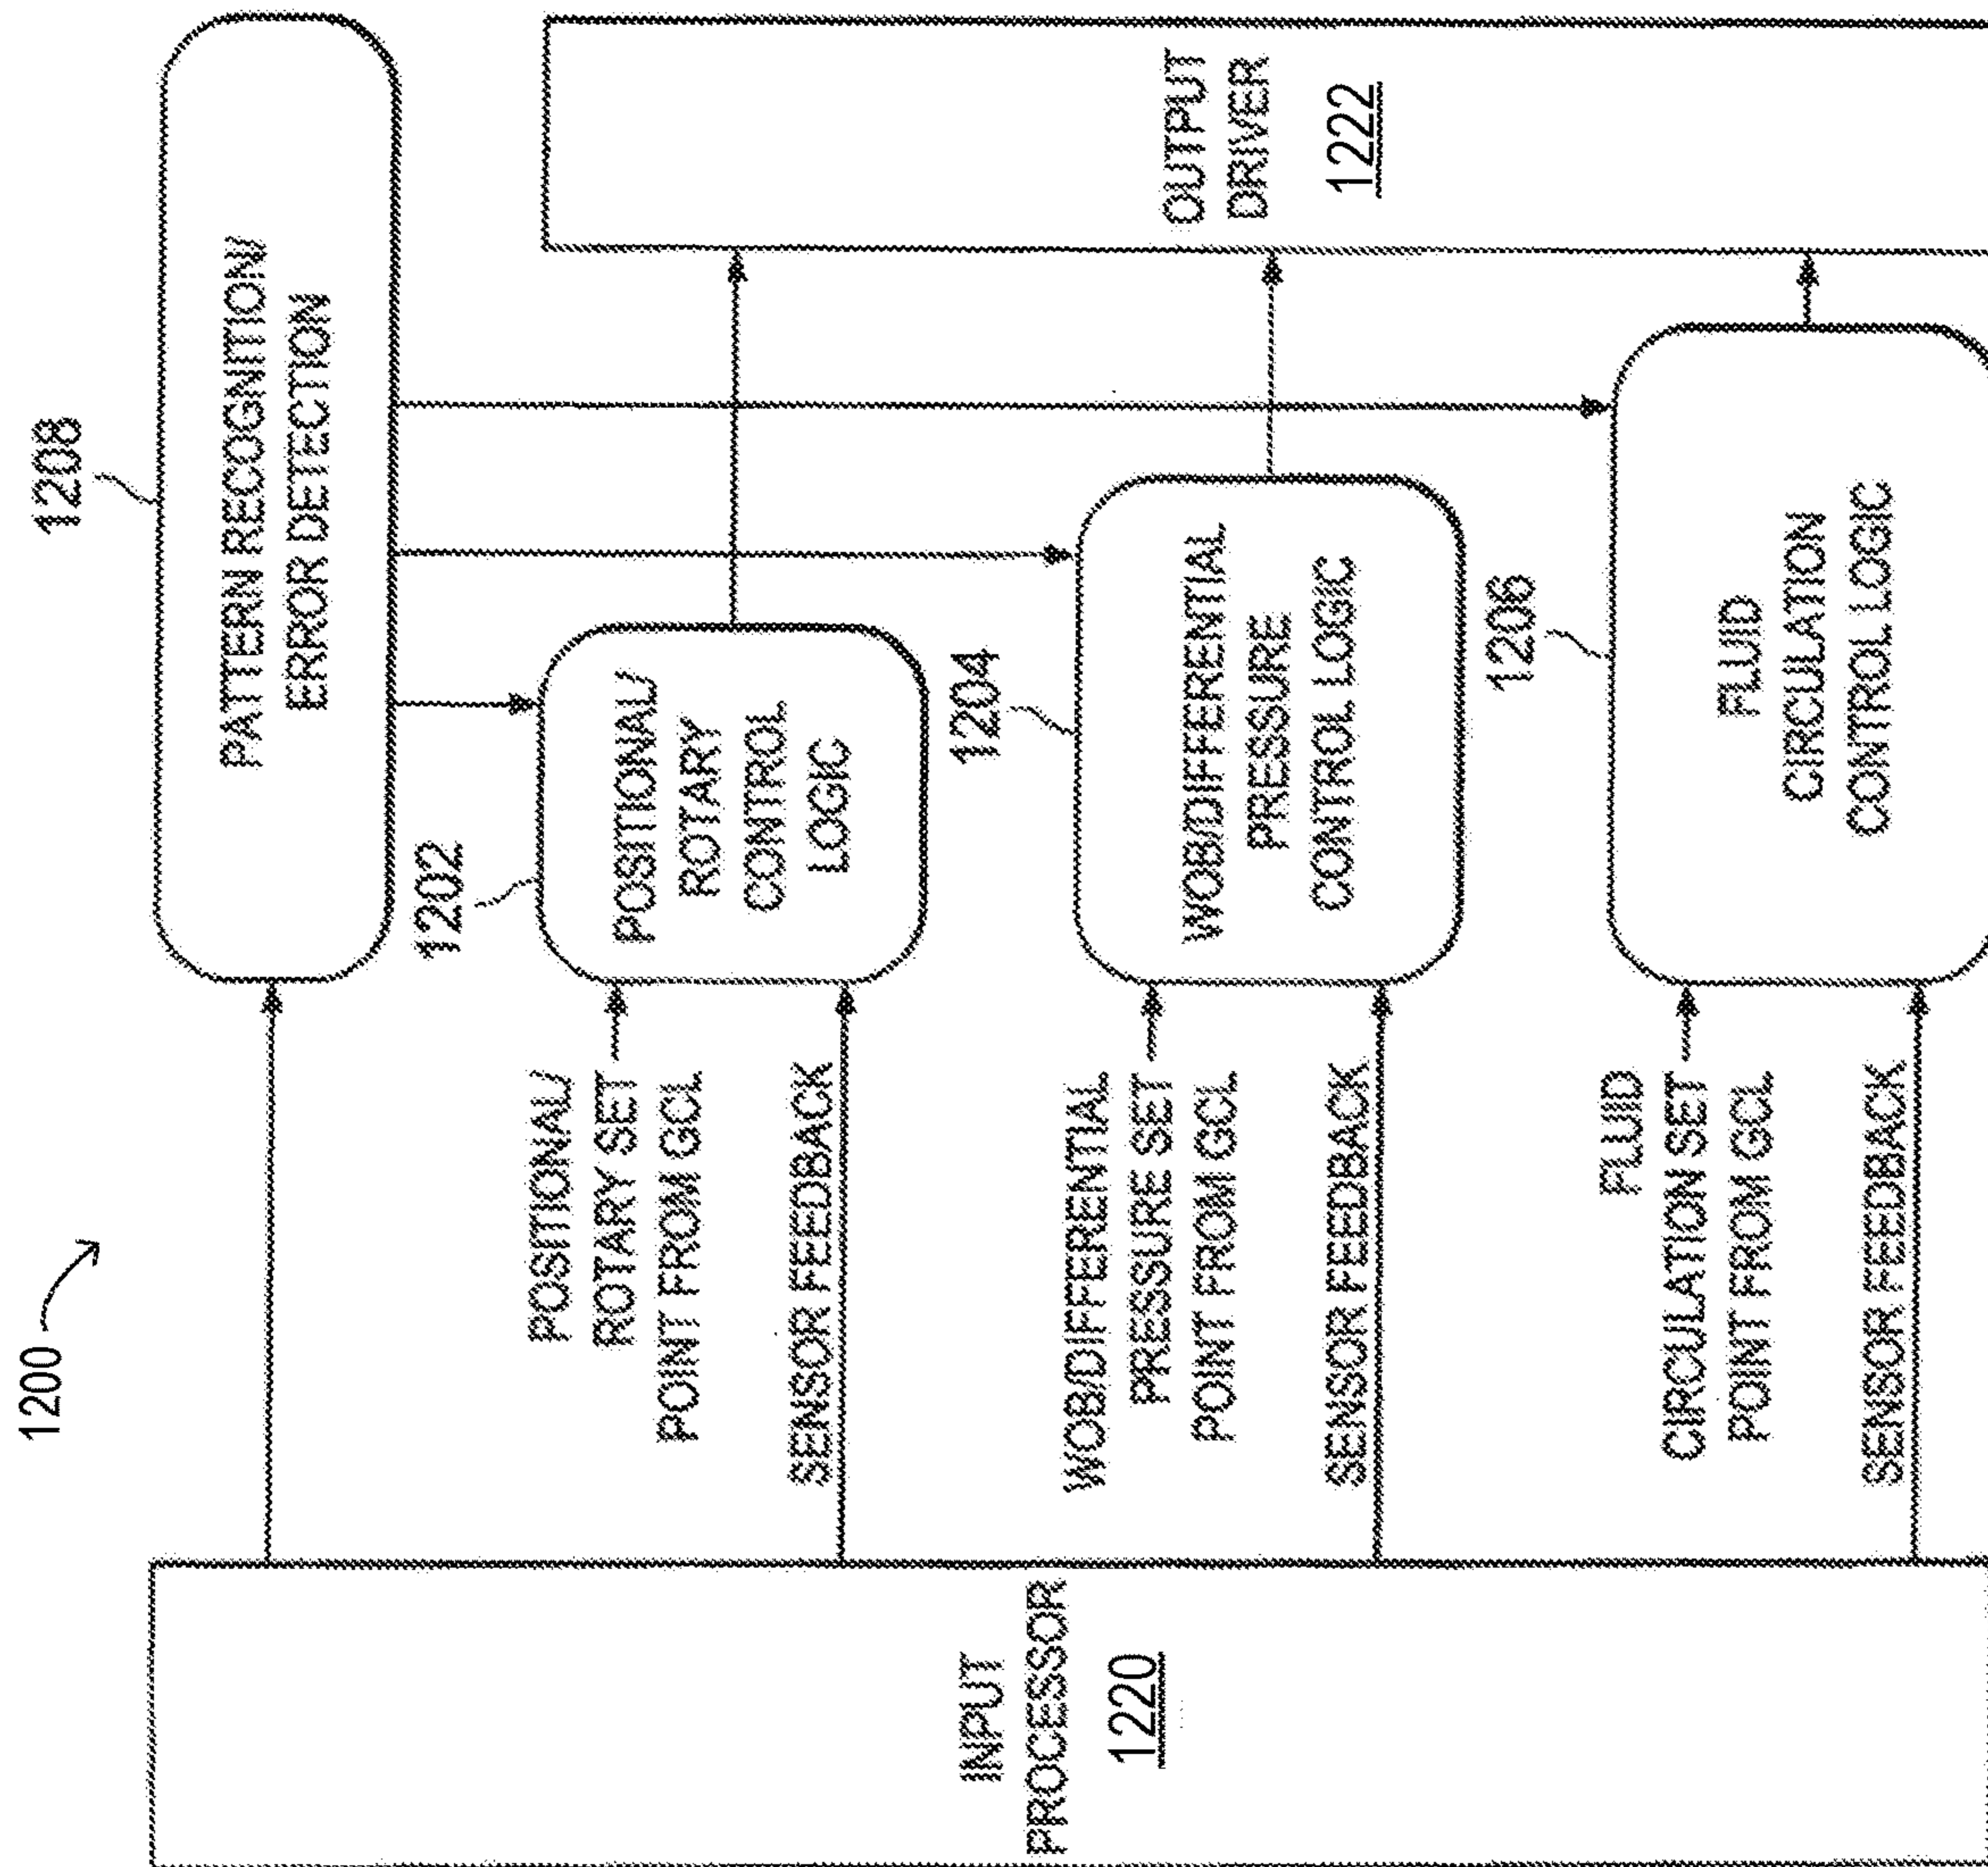 1200
1208
PATTERN RECOGNITION/
ERROR DETECTION
1202
POSITIONAL/
ROTARY SET
POINT FROM GCL
POSITIONAL/
ROTARY
CONTROL
LOGIC
SENSOR FEEDBACK
1204
WOB/DIFFERENTIAL
PRESSURE SET
POINT FROM GCL
WOB/DIFFERENTIAL
PRESSURE
CONTROL LOGIC
SENSOR FEEDBACK
1206
FLUID
CIRCULATION SET
POINT FROM GCL
FLUID
CIRCULATION
CONTROL LOGIC
SENSOR FEEDBACK
INPUT
PROCESSOR
1220
OUTPUT
DRIVER
1222